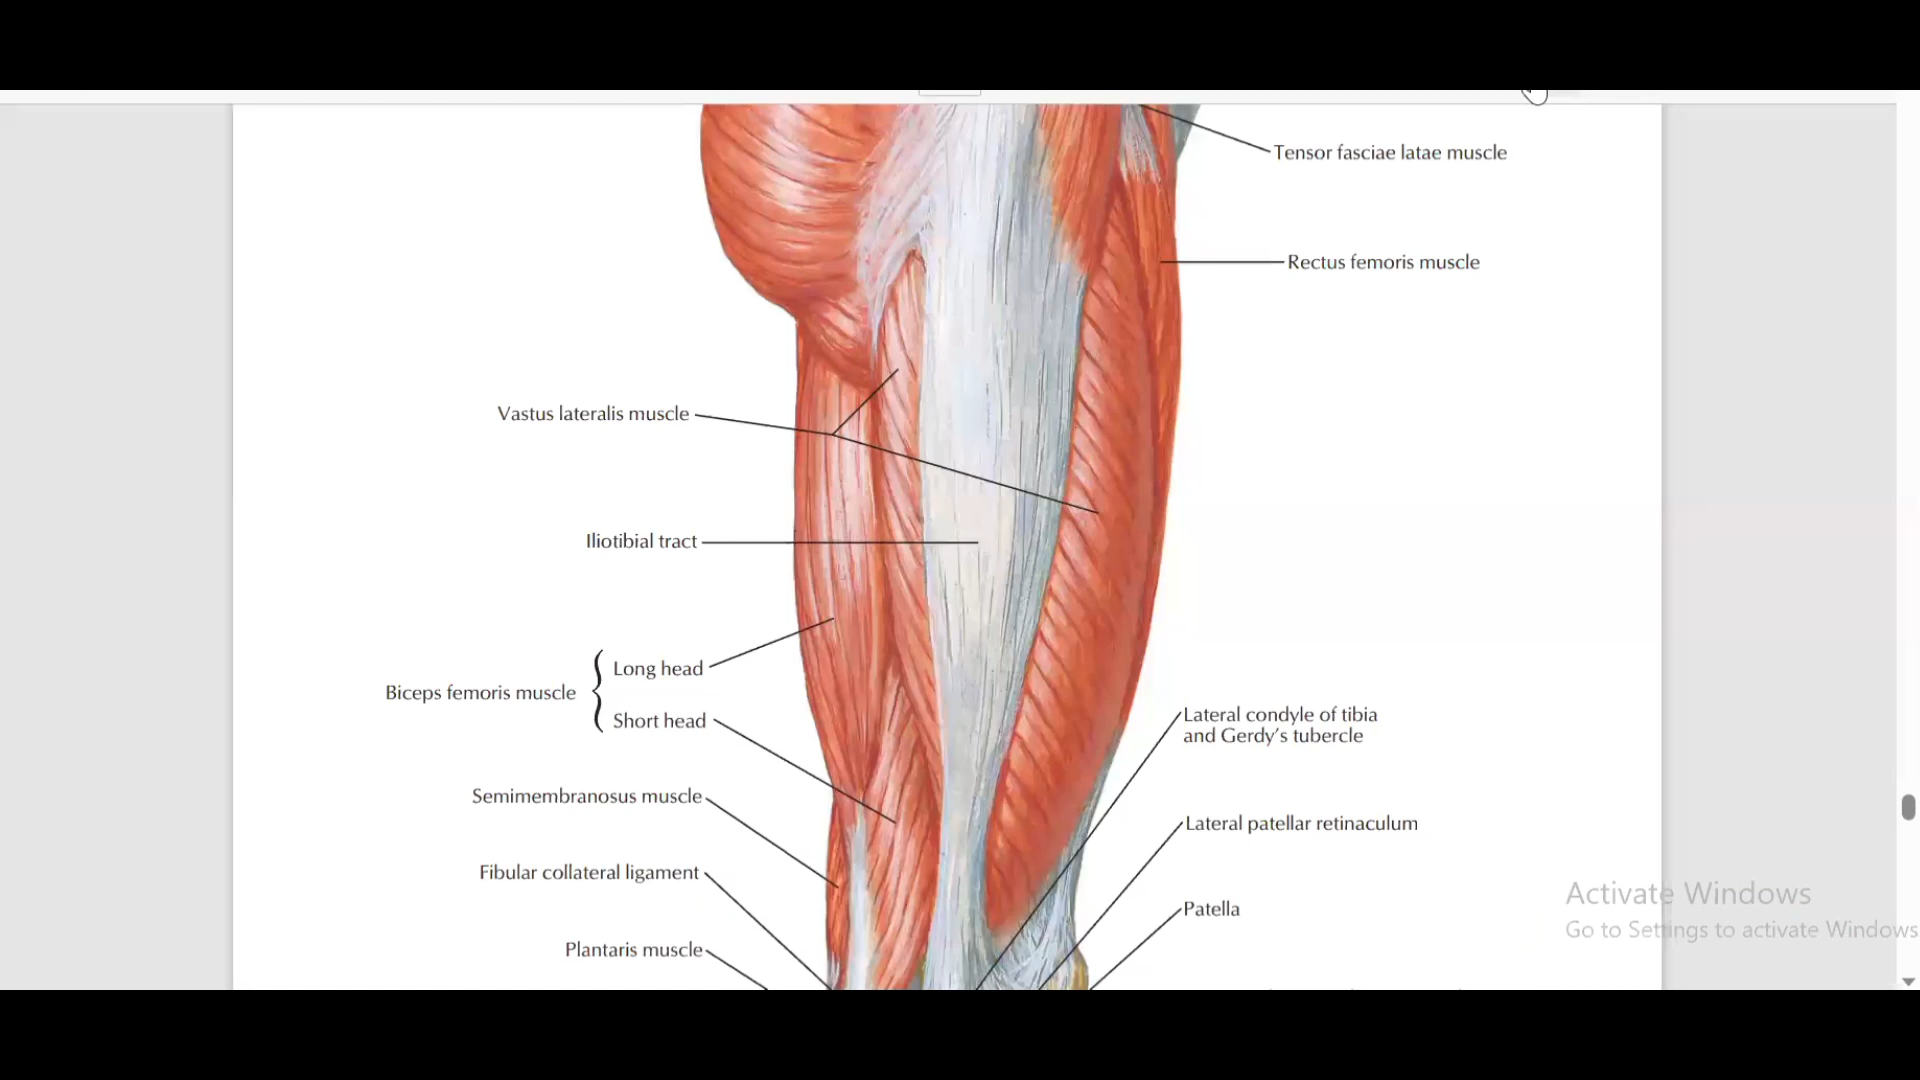 Tensor fasciae latae muscle
Rectus femoris muscle
Vastus lateralis muscle
Iliotibial tract
Long head
Biceps femoris muscle
Short head
Lateral condyle of tibia
and Gerdy's tubercle
Semimembranosus muscle
Lateral patellar retinaculum
Fibular collateral ligament
Patella
Plantaris muscle
Activate Windows
Go to Settings to activate Windows